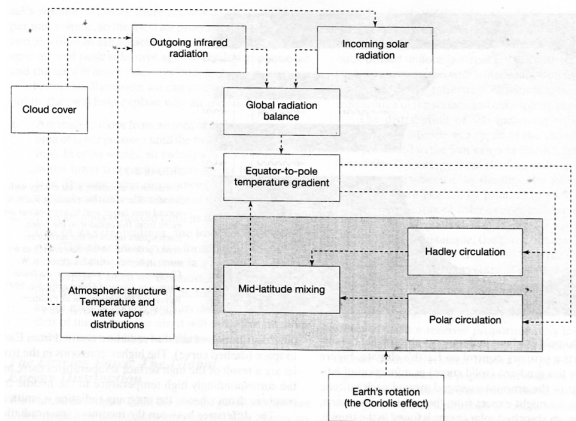 Outgoing infrared
radiation
Incoming solar
radiation
Cloud cover
Global radiation
balance
Equator-to-pole
temperature gradient
Hadley circulation
Atmospheric structure
Temperature and
water vapor
distributions
Mid-latitude mixing
Polar circulation
Earth's rotation
(the Coriolis effect)